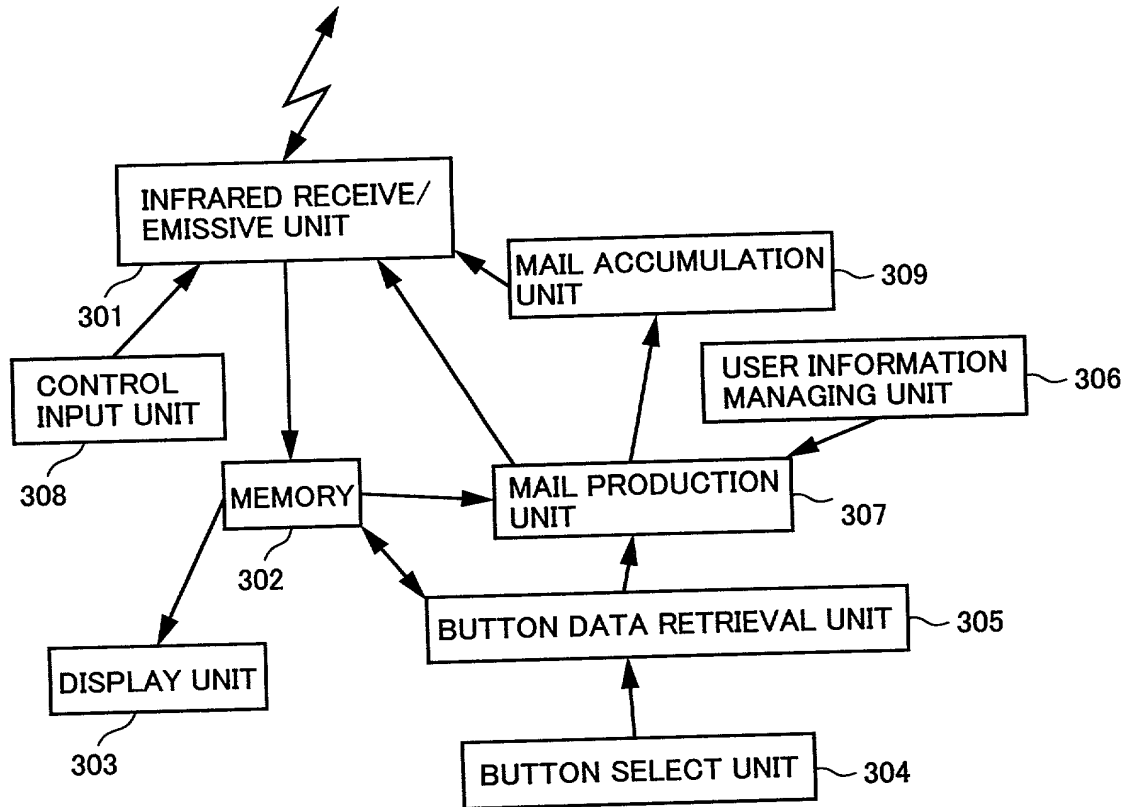 INFRARED RECEIVE/
EMISSIVE UNIT
301
MAIL ACCUMULATION
UNIT
309
CONTROL
INPUT UNIT
308
USER INFORMATION
MANAGING UNIT
306
MEMORY
302
MAIL PRODUCTION
UNIT
307
BUTTON DATA RETRIEVAL UNIT
305
DISPLAY UNIT
303
BUTTON SELECT UNIT
304